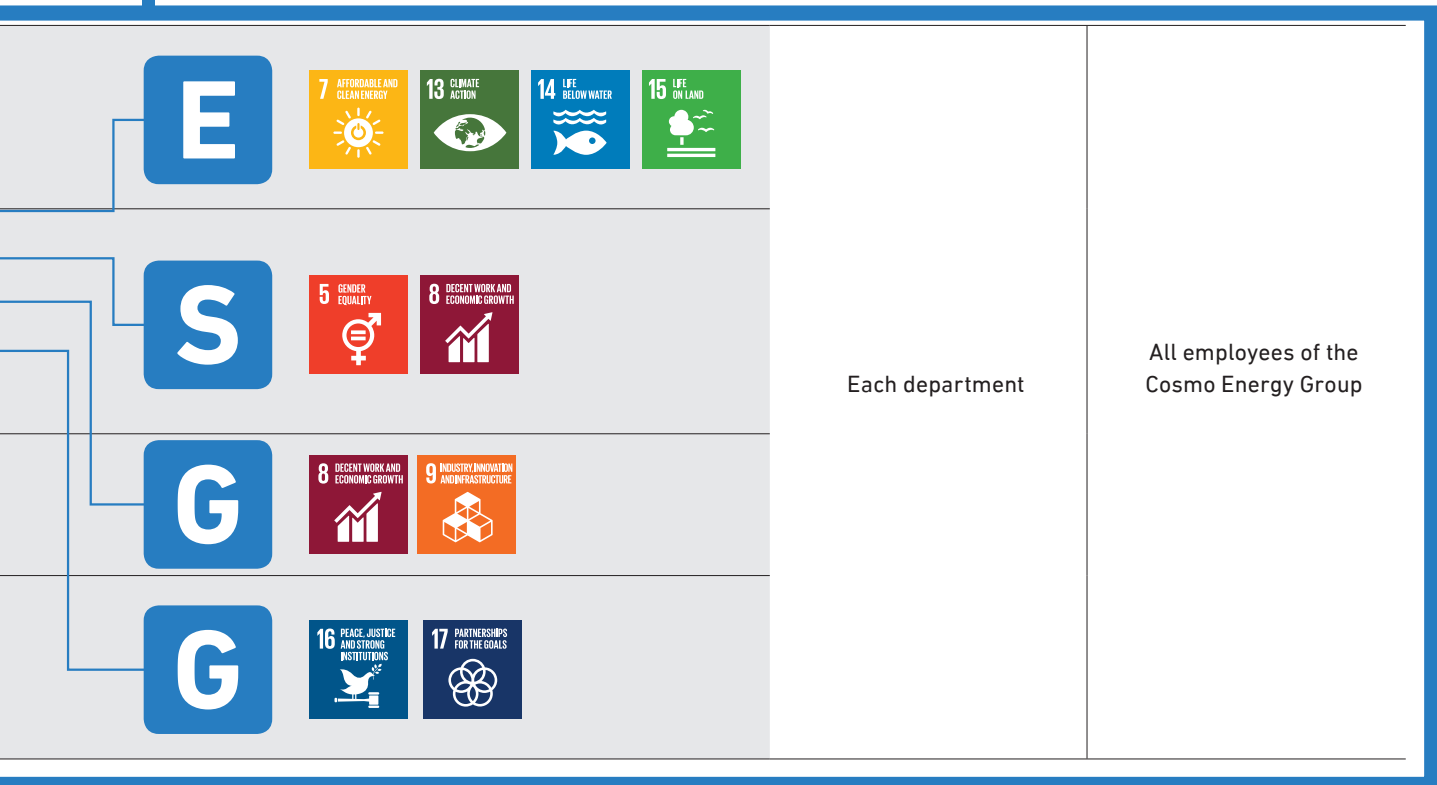 E
7 AFFORDABLE AND
CLEAN ENERGY
13 CLIMATE
ACTION
14 LIFE
BELOW WATER
15 LIFE
ON LAND
S
5 GENDER
EQUALITY
8 DECENT WORK AND
ECONOMIC GROWTH
Each department
All employees of the
Cosmo Energy Group
G
8 DECENT WORK AND
ECONOMIC GROWTH
9 INDUSTRY, INNOVATION
AND INFRASTRUCTURE
G
16 PEACE, JUSTICE
AND STRONG
INSTITUTIONS
17 PARTNERSHIPS
FOR THE GOALS